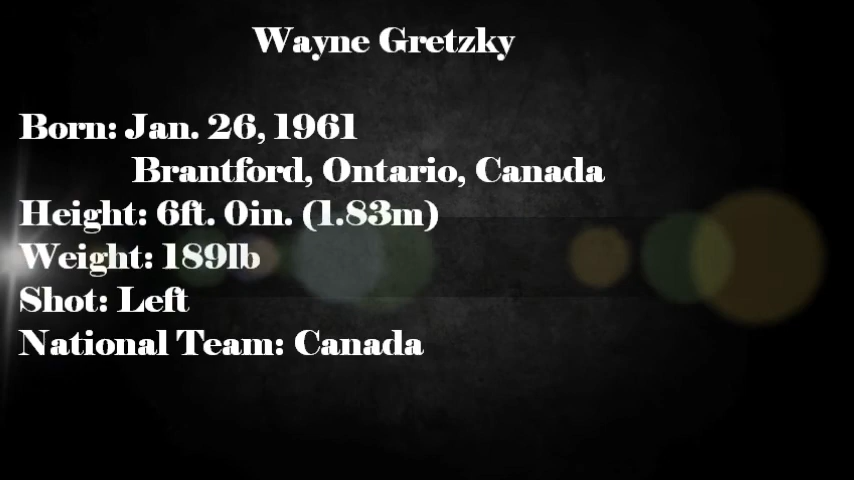 Wayne Gretzky
Born: Jan. 26, 1961
Brantford, Ontario, Canada
Height: 6ft. 0in. (1.83m)
Weight: 189lb
Shot: Left
National Team: Canada